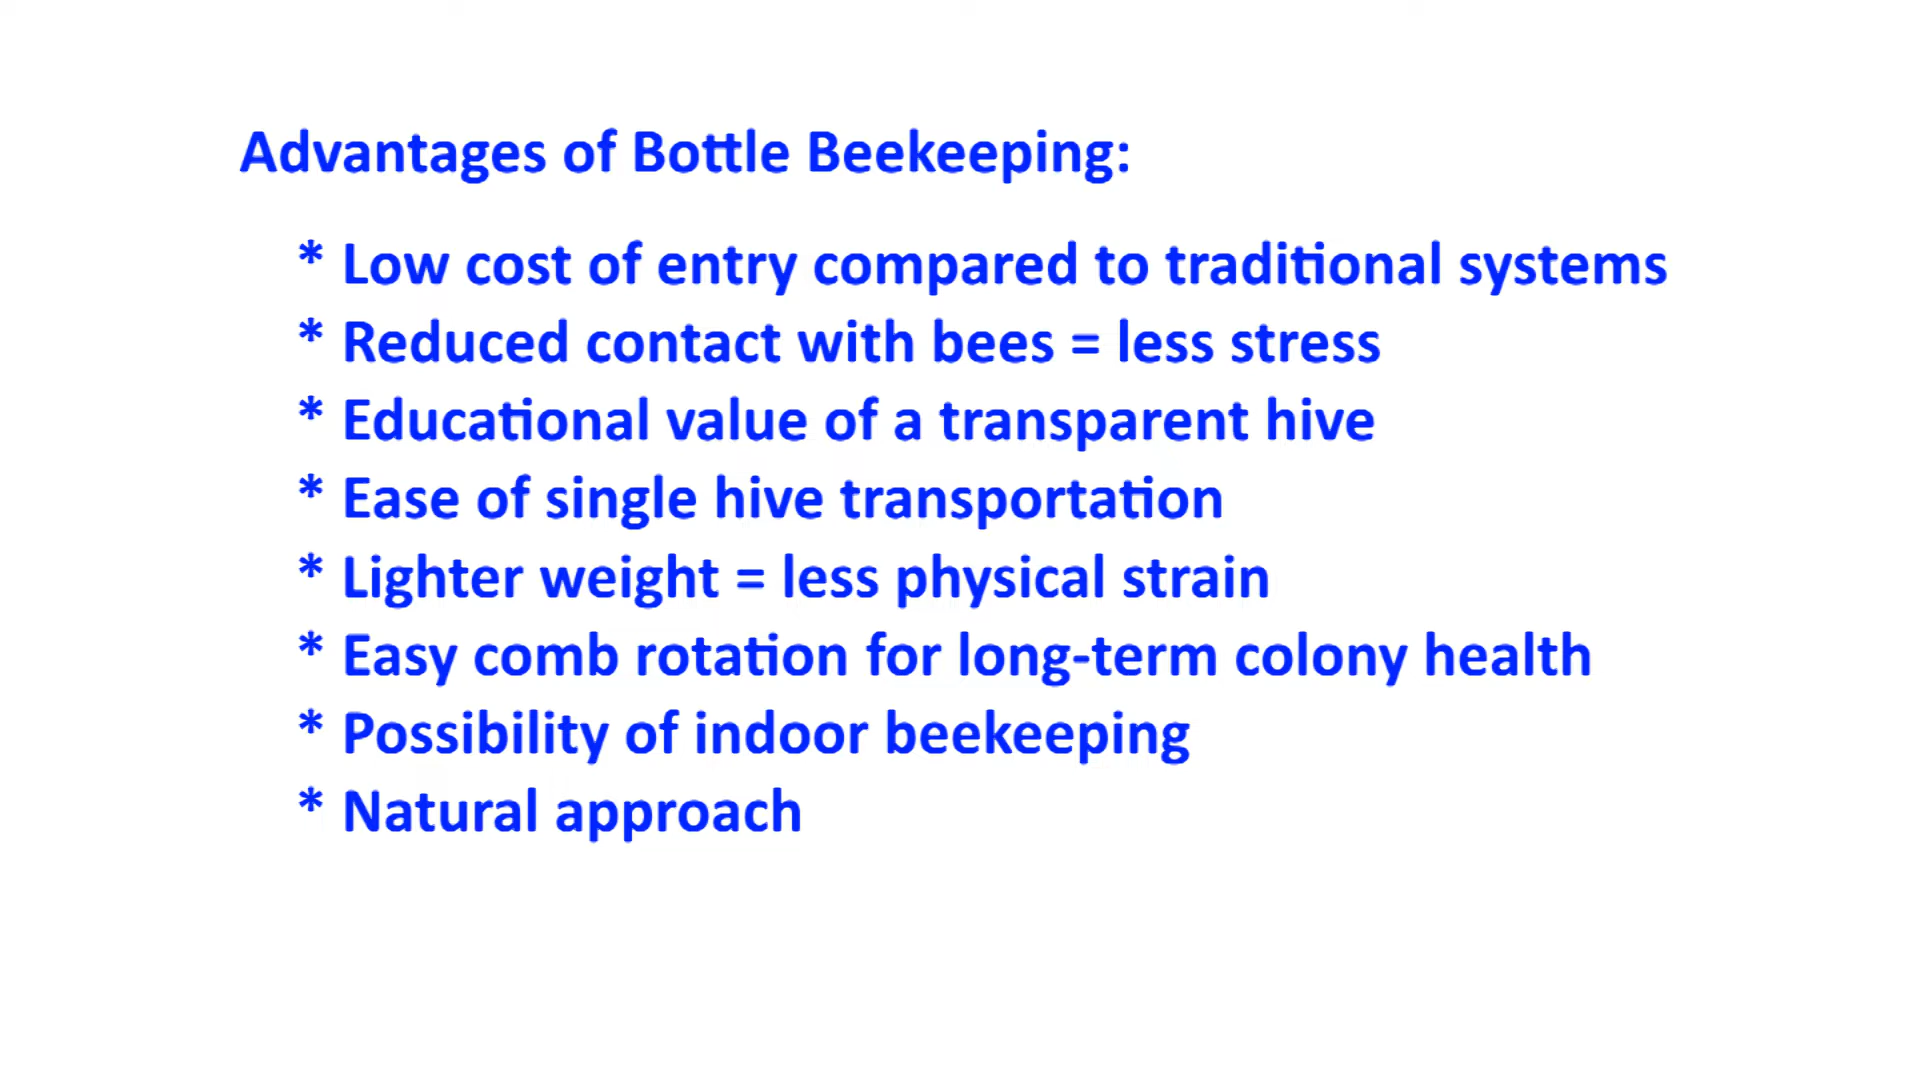 Advantages of Bottle Beekeeping:
* Low cost of entry compared to traditional systems
* Reduced contact with bees = less stress
* Educational value of a transparent hive
* Ease of single hive transportation
* Lighter weight = less physical strain
* Easy comb rotation for long-term colony health
* Possibility of indoor beekeeping
* Natural approach